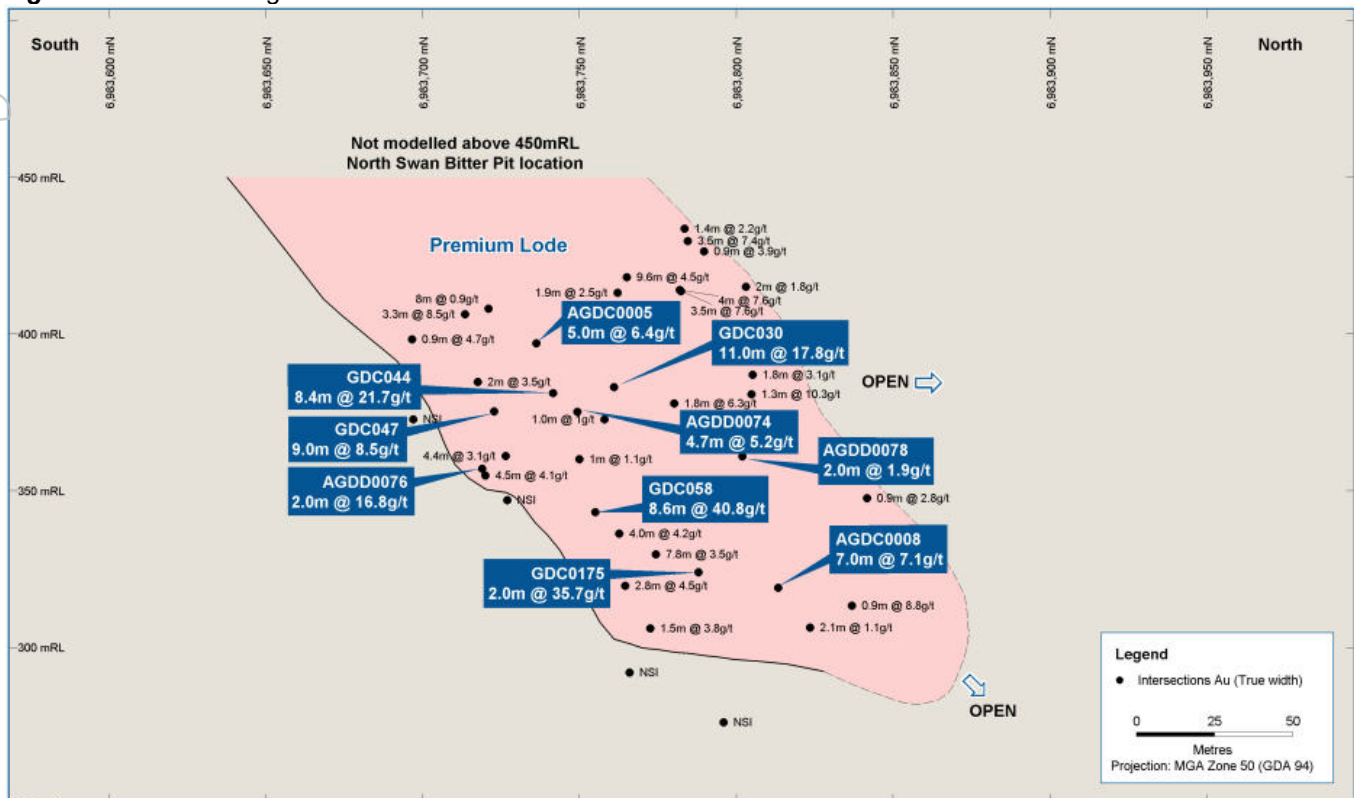 South
North
6,983,600 mN
6,983,650 mN
6,983,700 mN
6,983,750 mN
6,983,800 mN
6,983,850 mN
6,983,900 mN
6,983,950 mN
Not modelled above 450mRL
North Swan Bitter Pit location
450 mRL
Premium Lode
1.4m @ 2.2g/t
3.5m @ 7.4g/t
0.9m @ 3.9g/t
9.6m @ 4.5g/t
2m @ 1.8g/t
1.9m @ 2.5g/t
4m @ 7.6g/t
3.5m @ 7.6g/t
8m @ 0.9g/t
3.3m @ 8.5g/t
AGDC0005
5.0m @ 6.4g/t
400 mRL
0.9m @ 4.7g/t
GDC030
11.0m @ 17.8g/t
1.8m @ 3.1g/t
OPEN
GDC044
8.4m @ 21.7g/t
2m @ 3.5g/t
1.3m @ 10.3g/t
1.8m @ 6.3g/t
NSI
1.0m @ 1g/t
GDC047
9.0m @ 8.5g/t
AGDD0074
4.7m @ 5.2g/t
AGDD0078
2.0m @ 1.9g/t
4.4m @ 3.1g/t
1m @ 1.1g/t
AGDD0076
2.0m @ 16.8g/t
4.5m @ 4.1g/t
350 mRL
NSI
GDC058
8.6m @ 40.8g/t
0.9m @ 2.8g/t
4.0m @ 4.2g/t
AGDC0008
7.0m @ 7.1g/t
7.8m @ 3.5g/t
GDC0175
2.0m @ 35.7g/t
2.8m @ 4.5g/t
0.9m @ 8.8g/t
1.5m @ 3.8g/t
2.1m @ 1.1g/t
300 mRL
NSI
OPEN
NSI
Legend
Intersections Au (True width)
0 25 50
Metres
Projection: MGA Zone 50 (GDA 94)